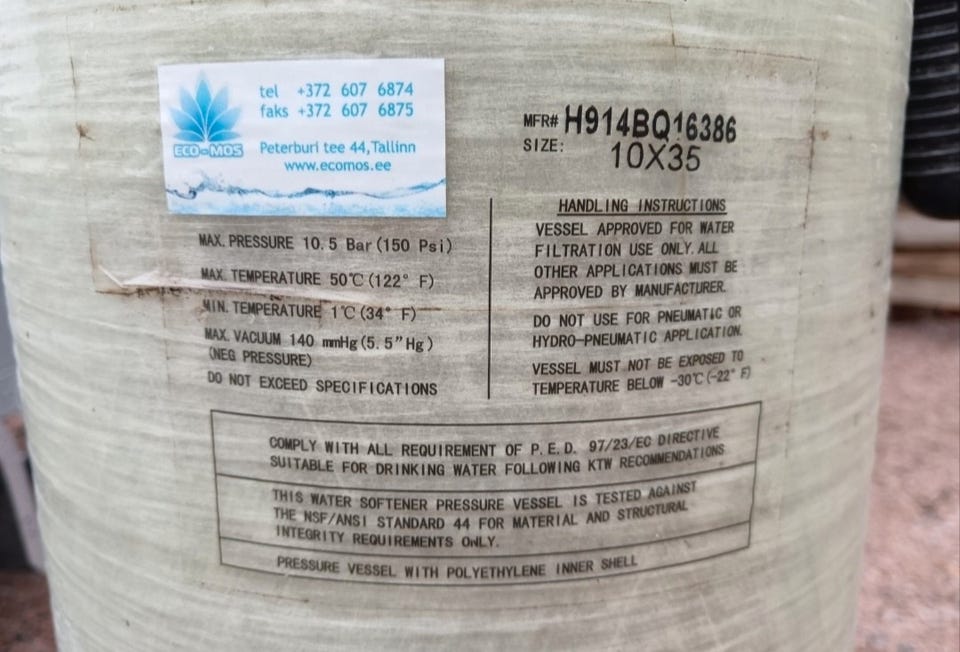 tel +372 607 6874
faks +372 607 6875
ECO-MOS
Peterburi tee 44, Tallinn
www.ecomos.ee
MFR# H914BQ16386
SIZE: 10X35
MAX. PRESSURE 10.5 Bar (150 Psi)
MAX. TEMPERATURE 50℃ (122° F)
MIN. TEMPERATURE 1℃ (34° F)
MAX. VACUUM 140 mmHg (5.5" Hg)
(NEG PRESSURE)
DO NOT EXCEED SPECIFICATIONS
HANDLING INSTRUCTIONS
VESSEL APPROVED FOR WATER
FILTRATION USE ONLY. ALL
OTHER APPLICATIONS MUST BE
APPROVED BY MANUFACTURER.
DO NOT USE FOR PNEUMATIC OR
HYDRO-PNEUMATIC APPLICATION.
VESSEL MUST NOT BE EXPOSED TO
TEMPERATURE BELOW -30℃ (-22° F)
COMPLY WITH ALL REQUIREMENT OF P.E.D. 97/23/EC DIRECTIVE
SUITABLE FOR DRINKING WATER FOLLOWING KTW RECOMMENDATIONS
THIS WATER SOFTENER PRESSURE VESSEL IS TESTED AGAINST
THE NSF/ANSI STANDARD 44 FOR MATERIAL AND STRUCTURAL
INTEGRITY REQUIREMENTS ONLY.
PRESSURE VESSEL WITH POLYETHYLENE INNER SHELL